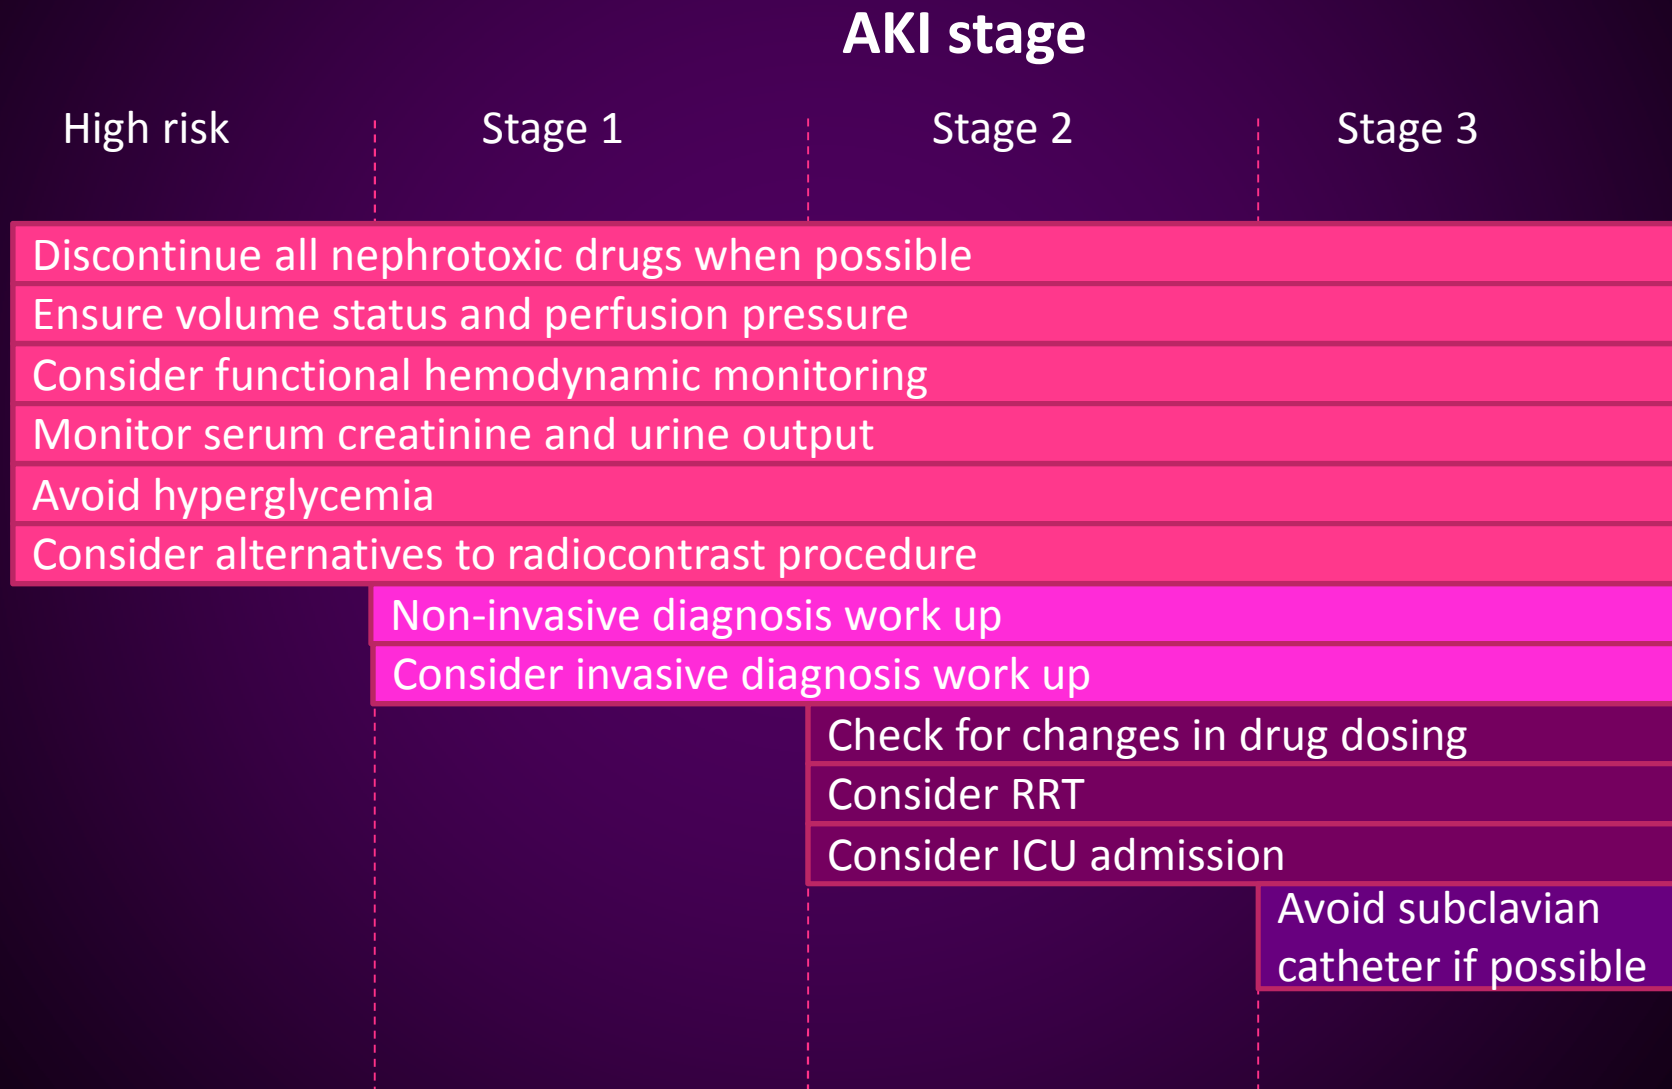 AKI stage
High risk
Stage 1
Stage 2
Stage 3
Discontinue all nephrotoxic drugs when possible
Ensure volume status and perfusion pressure
Consider functional hemodynamic monitoring
Monitor serum creatinine and urine output
Avoid hyperglycemia
Consider alternatives to radiocontrast procedure
Non-invasive diagnosis work up
Consider invasive diagnosis work up
Check for changes in drug dosing
Consider RRT
Consider ICU admission
Avoid subclavian
catheter if possible